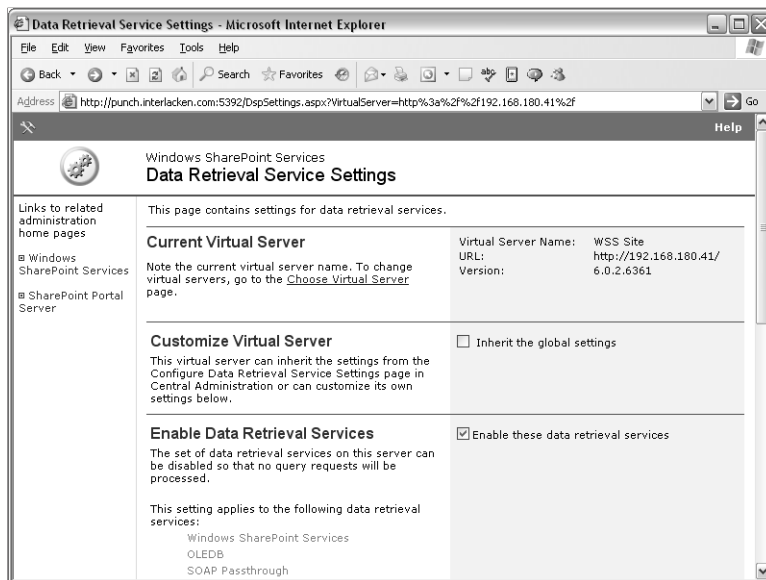 Data Retrieval Service Settings - Microsoft Internet Explorer
File Edit View Favorites Tools Help
Back Search Favorites
Address http://punch.interlacken.com:5392/DspSettings.aspx?VirtualServer=http%3a%2f%2f192.168.180.41%2f Go
Help
Windows SharePoint Services
Data Retrieval Service Settings
Links to related
administration
home pages
Windows
SharePoint Services
SharePoint Portal
Server
This page contains settings for data retrieval services.
Current Virtual Server
Note the current virtual server name. To change
virtual servers, go to the Choose Virtual Server
page.
Virtual Server Name: WSS Site
URL: http://192.168.180.41/
Version: 6.0.2.6361
Customize Virtual Server
This virtual server can inherit the settings from the
Configure Data Retrieval Service Settings page in
Central Administration or can customize its own
settings below.
Inherit the global settings
Enable Data Retrieval Services
The set of data retrieval services on this server can
be disabled so that no query requests will be
processed.
This setting applies to the following data retrieval
services:
Windows SharePoint Services
OLEDB
SOAP Passthrough
Enable these data retrieval services